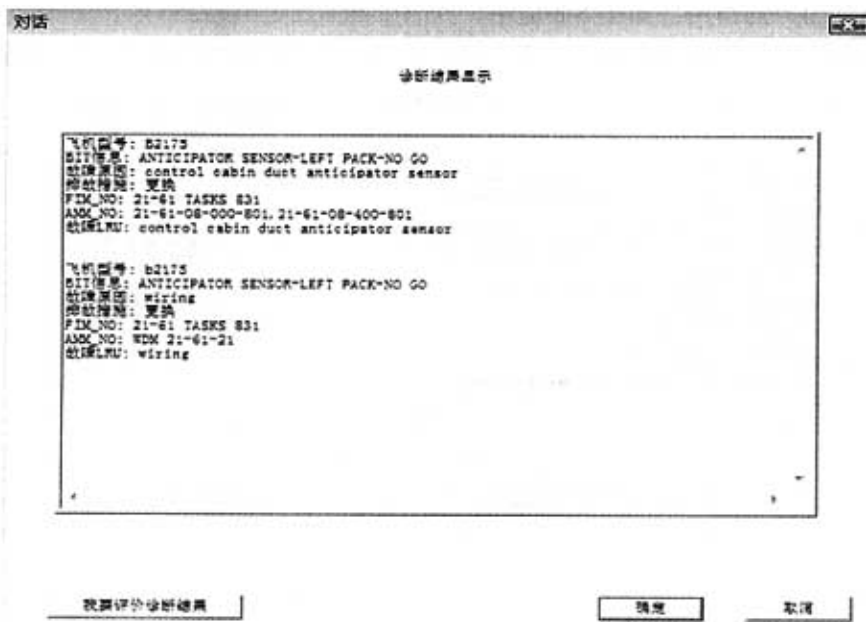 对话
诊断结果显示
飞机型号: B2175
BIT信息: ANTICIPATOR SENSOR-LEFT PACK-NO GO
故障原因: control cabin duct anticipator sensor
排故措施: 更换
FIM_NO: 21-61 TASKS 831
AMM_NO: 21-61-08-000-801,21-61-08-400-801
故障LRU: control cabin duct anticipator sensor
飞机型号: b2175
BIT信息: ANTICIPATOR SENSOR-LEFT PACK-NO GO
故障原因: wiring
排故措施: 更换
FIM_NO: 21-61 TASKS 831
AMM_NO: WDM 21-61-21
故障LRU: wiring
我要评价诊断结果
确定
取消